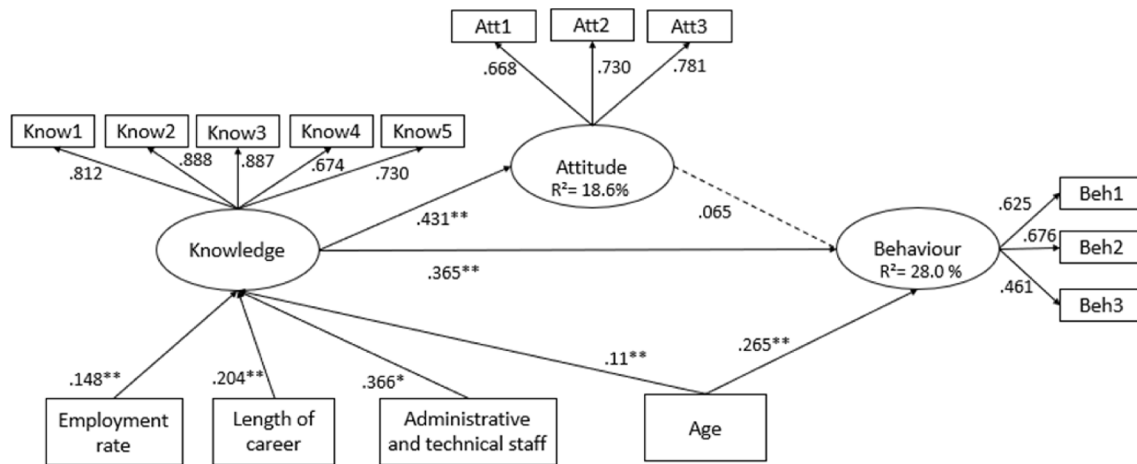 Att1
Att2
Att3
.668
.730
.781
Know1
Know2
Know3
Know4
Know5
.812
.888
.887
.674
.730
Attitude
R²= 18.6%
.431**
.065
.625
Beh1
Knowledge
.365**
Behaviour
R²= 28.0 %
.676
Beh2
.461
Beh3
.148**
.204**
.366*
.11**
.265**
Employment
rate
Length of
career
Administrative
and technical staff
Age